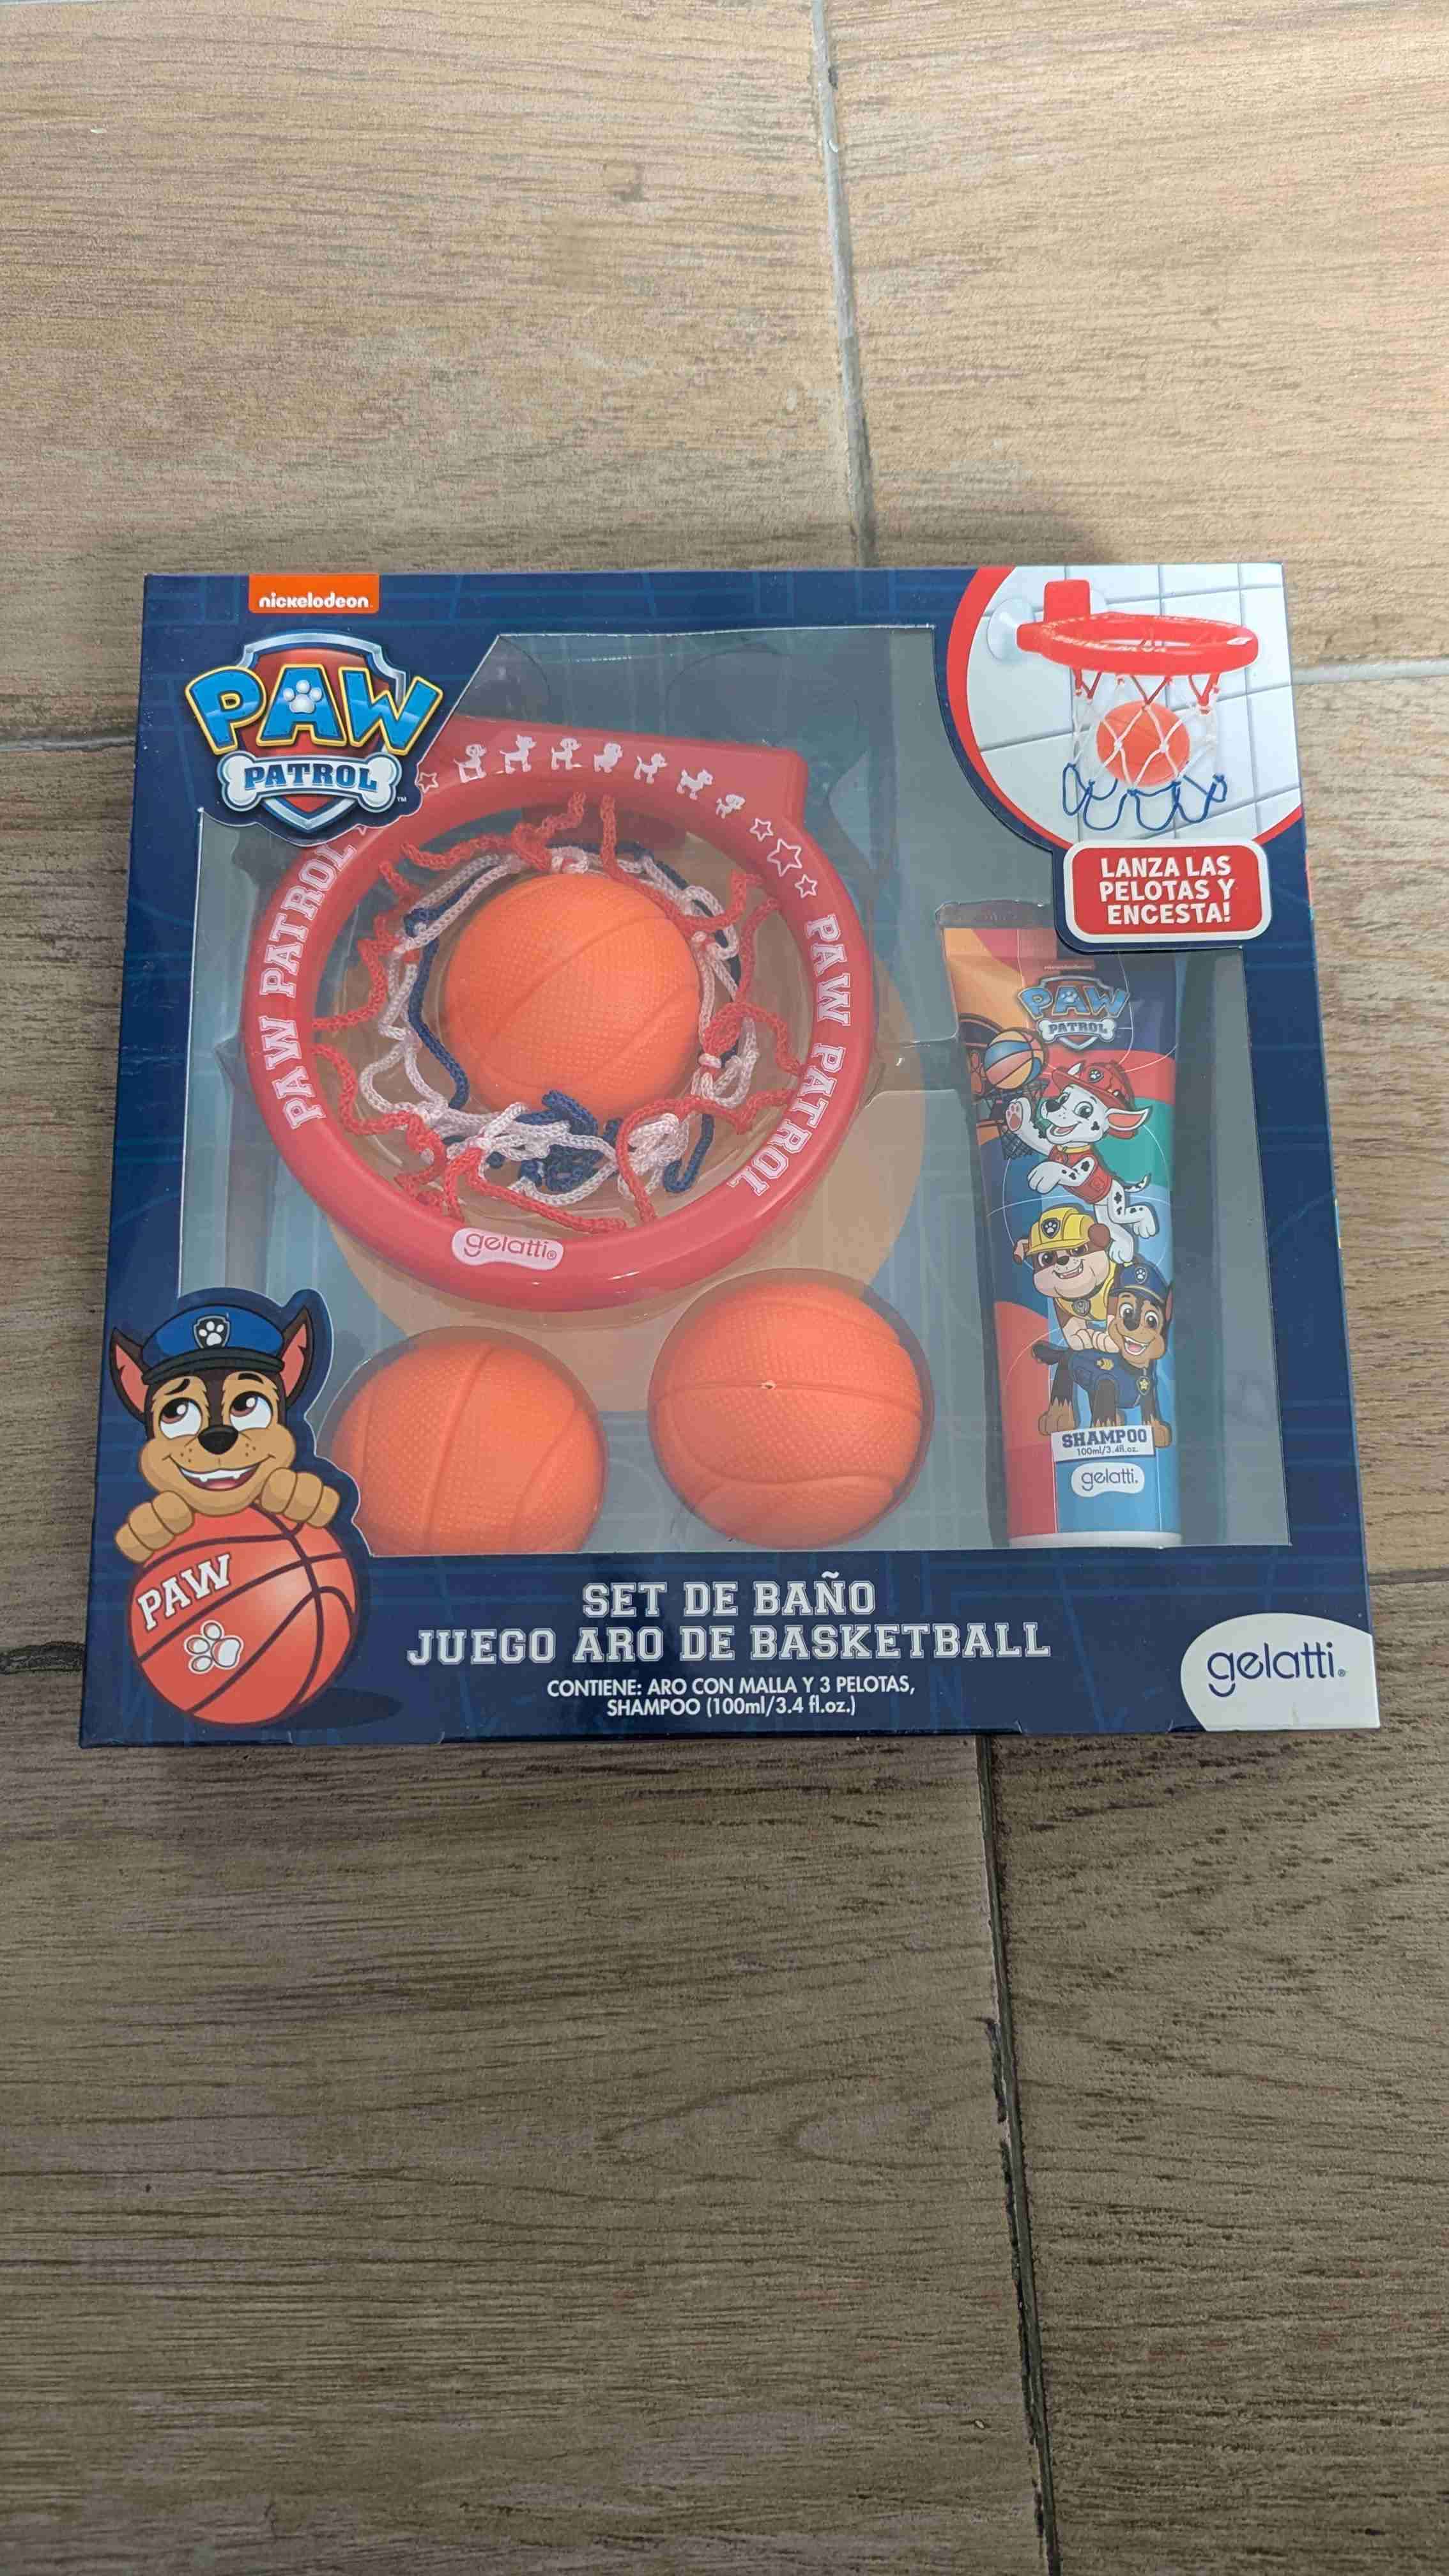 nickelodeon
PAW
PATROL
TM
LANZA LAS
PELOTAS Y
ENCESTA!
PAW PATROL
PAW PATROL
gelatti®
nickelodeon
PAW
PATROL
SHAMPOO
100ml/3.4fl.oz.
gelatti.
PAW
SET DE BAÑO
JUEGO ARO DE BASKETBALL
CONTIENE: ARO CON MALLA Y 3 PELOTAS,
SHAMPOO (100ml/3.4 fl.oz.)
gelatti®